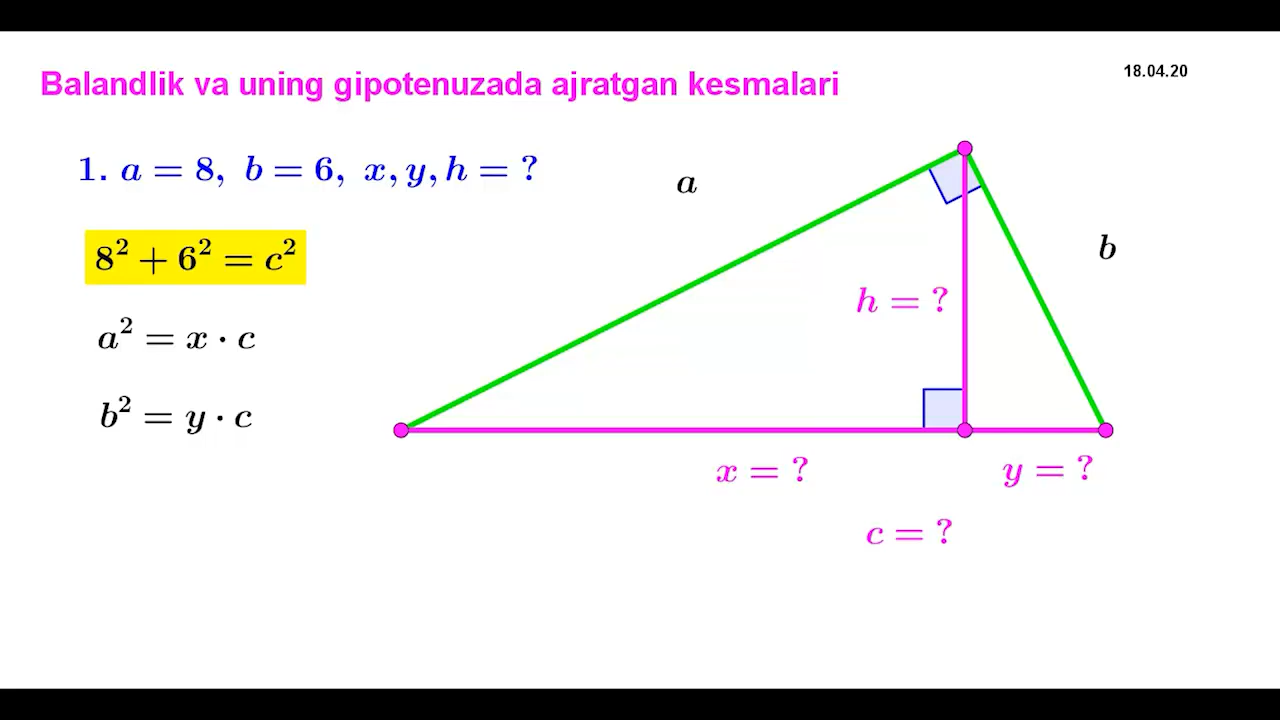 Balandlik va uning gipotenuzada ajratgan kesmalari
18.04.20
1. a = 8, b = 6, x, y, h = ?
8² + 6² = c²
a² = x · c
b² = y · c
a
b
h = ?
x = ?
y = ?
c = ?